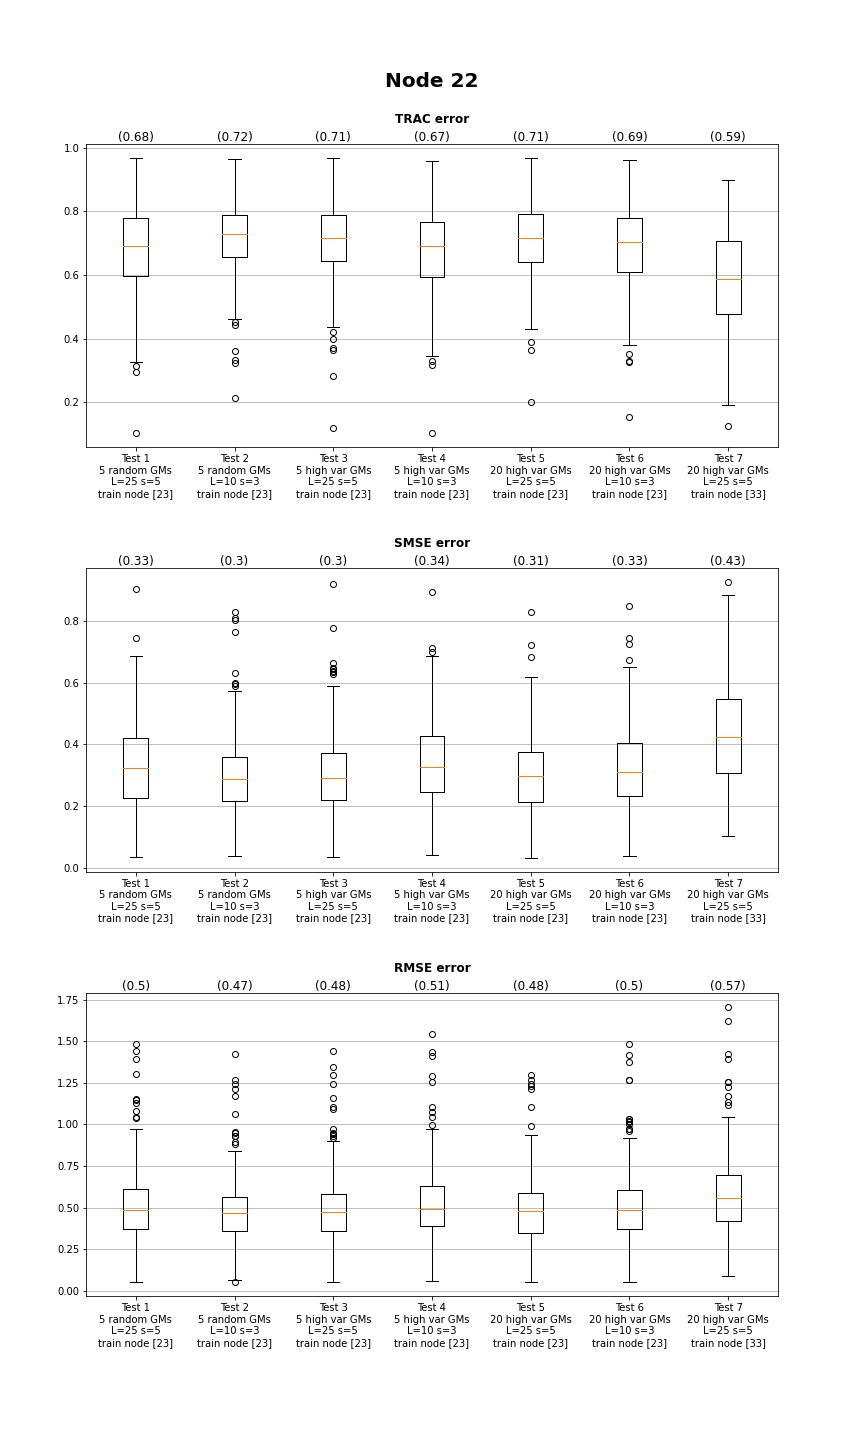 Node 22
TRAC error
(0.68) (0.72) (0.71) (0.67) (0.71) (0.69) (0.59)
1.0
0.8
0.6
0.4
0.2
Test 1 Test 2 Test 3 Test 4 Test 5 Test 6 Test 7
5 random GMs 5 random GMs 5 high var GMs 5 high var GMs 20 high var GMs 20 high var GMs 20 high var GMs
L=25 s=5 L=10 s=3 L=25 s=5 L=10 s=3 L=25 s=5 L=10 s=3 L=25 s=5
train node [23] train node [23] train node [23] train node [23] train node [23] train node [23] train node [33]
SMSE error
(0.33) (0.3) (0.3) (0.34) (0.31) (0.33) (0.43)
0.8
0.6
0.4
0.2
0.0
Test 1 Test 2 Test 3 Test 4 Test 5 Test 6 Test 7
5 random GMs 5 random GMs 5 high var GMs 5 high var GMs 20 high var GMs 20 high var GMs 20 high var GMs
L=25 s=5 L=10 s=3 L=25 s=5 L=10 s=3 L=25 s=5 L=10 s=3 L=25 s=5
train node [23] train node [23] train node [23] train node [23] train node [23] train node [23] train node [33]
RMSE error
(0.5) (0.47) (0.48) (0.51) (0.48) (0.5) (0.57)
1.75
1.50
1.25
1.00
0.75
0.50
0.25
0.00
Test 1 Test 2 Test 3 Test 4 Test 5 Test 6 Test 7
5 random GMs 5 random GMs 5 high var GMs 5 high var GMs 20 high var GMs 20 high var GMs 20 high var GMs
L=25 s=5 L=10 s=3 L=25 s=5 L=10 s=3 L=25 s=5 L=10 s=3 L=25 s=5
train node [23] train node [23] train node [23] train node [23] train node [23] train node [23] train node [33]